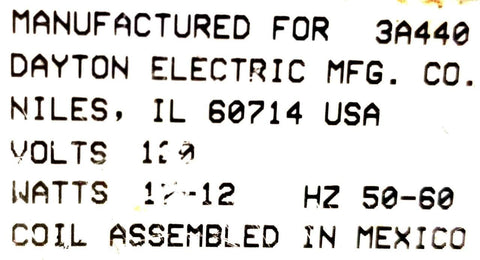 MANUFACTURED FOR 3A440
DAYTON ELECTRIC MFG. CO.
NILES, IL 60714 USA
VOLTS
WATTS HZ 50-60
COIL ASSEMBLED IN MEXICO